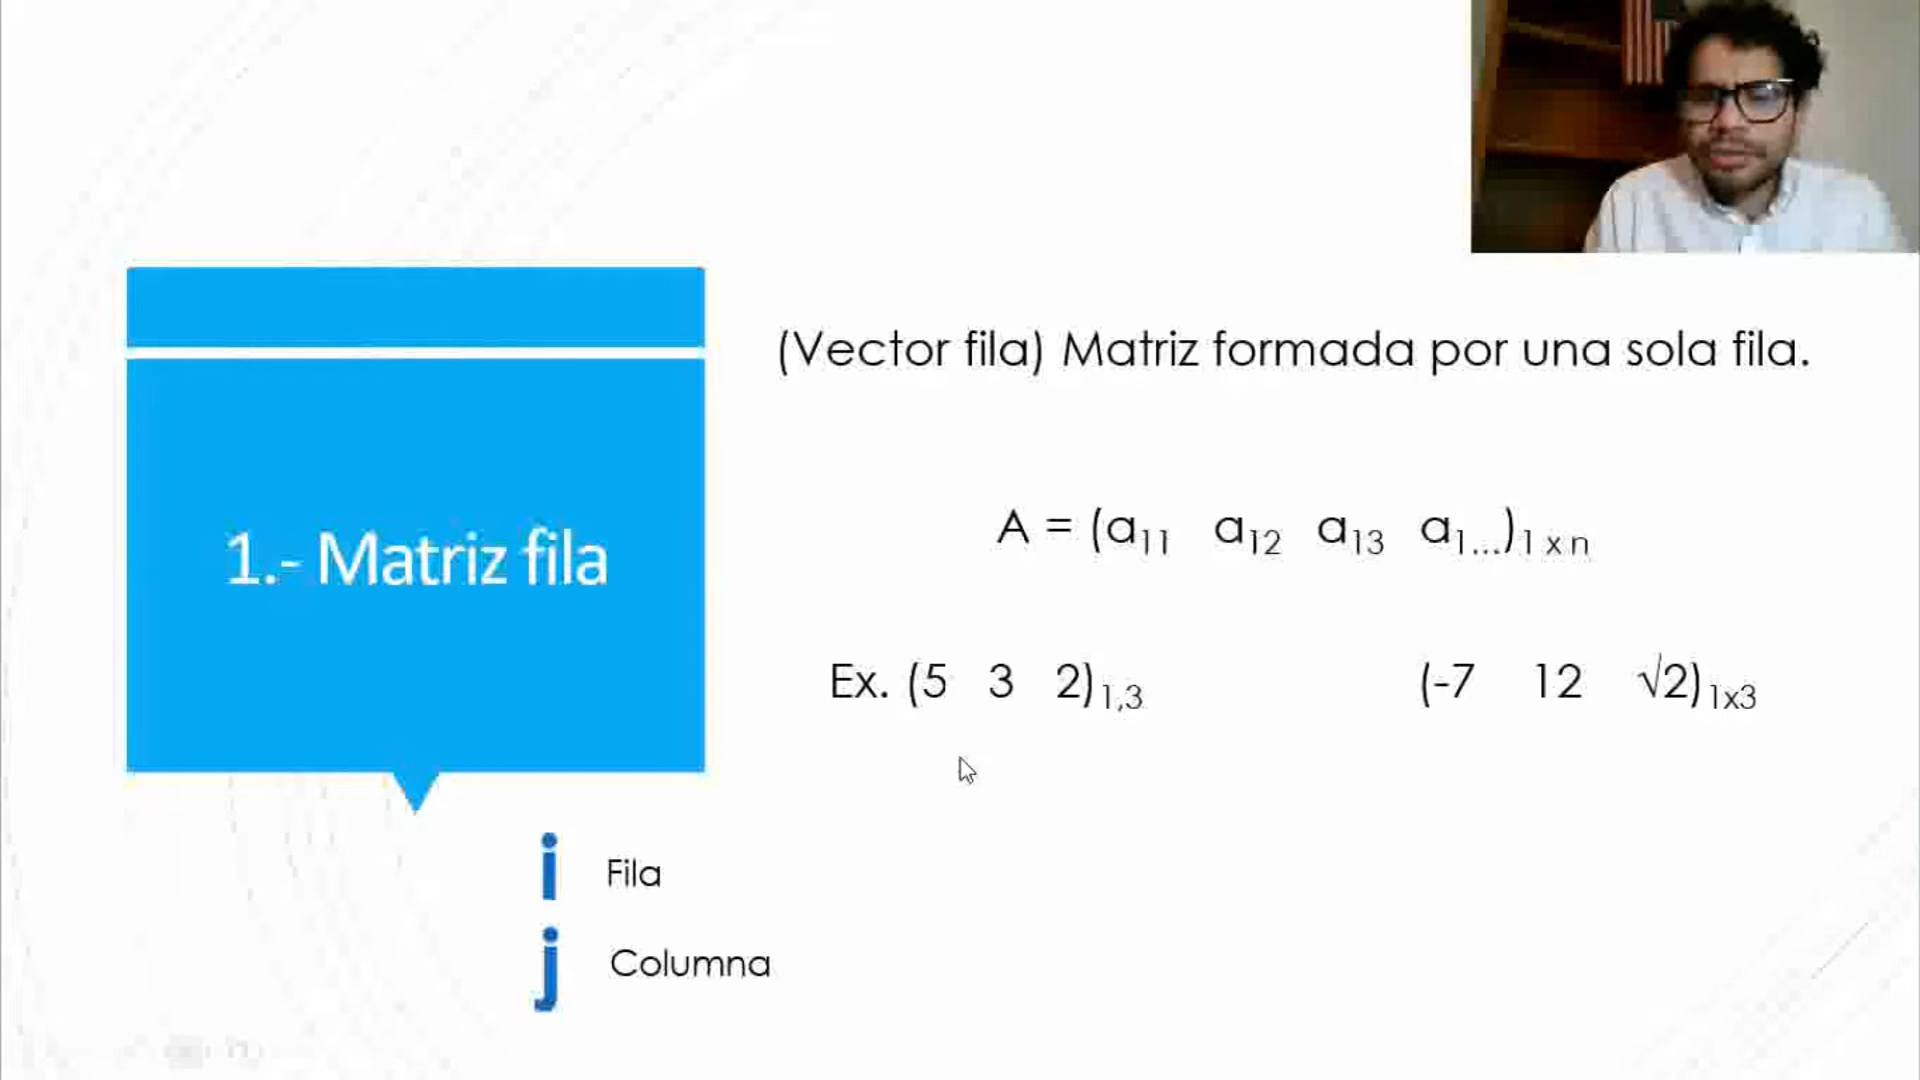 1.- Matriz fila
(Vector fila) Matriz formada por una sola fila.
A = (a₁₁ a₁₂ a₁₃ a₁...)₁ ₓ ₙ
Ex. (5 3 2)₁,₃ (-7 12 √2)₁ₓ₃
i Fila
j Columna